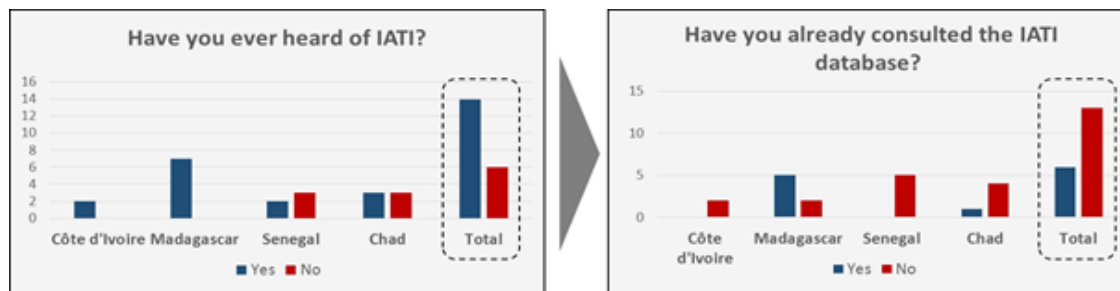 Have you ever heard of IATI?
16
14
12
10
8
6
4
2
0
Côte d'Ivoire Madagascar Senegal Chad Total
Yes No
Have you already consulted the IATI
database?
15
10
5
0
Côte
d'Ivoire
Madagascar Senegal Chad Total
Yes No